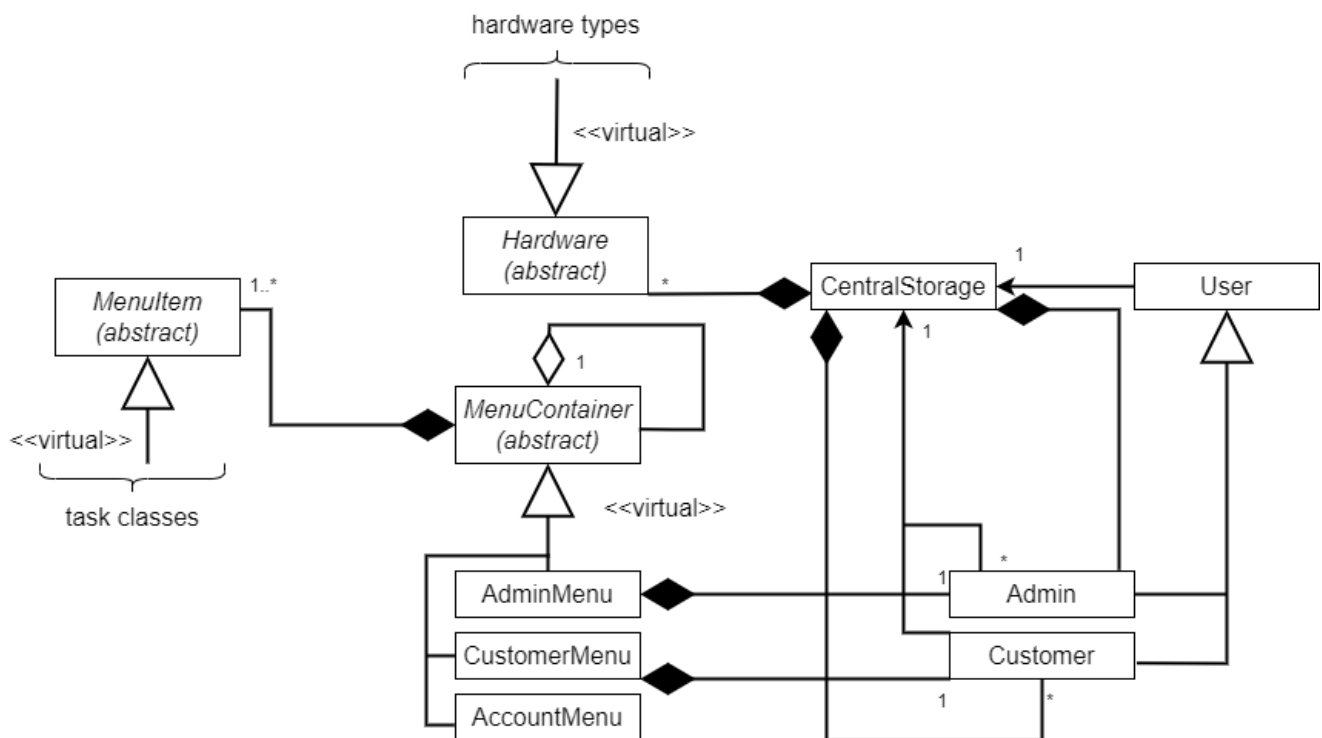 hardware types
<<virtual>>
Hardware
(abstract)
*
CentralStorage
1
User
1..*
MenuItem
(abstract)
1
1
MenuContainer
(abstract)
<<virtual>>
task classes
<<virtual>>
*
AdminMenu
1
Admin
CustomerMenu
Customer
1
*
AccountMenu